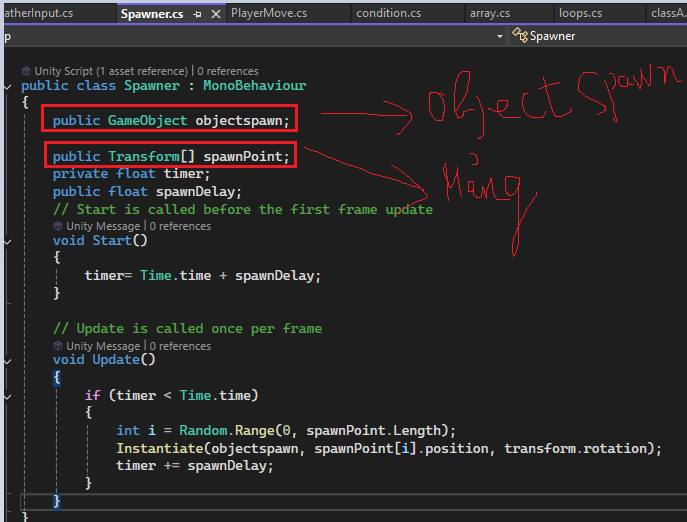 atherInput.cs Spawner.cs PlayerMove.cs condition.cs array.cs loops.cs classA.
p Spawner
Unity Script (1 asset reference) | 0 references
public class Spawner : MonoBehaviour
{
public GameObject objectspawn;
object spawn
public Transform[] spawnPoint;
mảng
private float timer;
public float spawnDelay;
// Start is called before the first frame update
Unity Message | 0 references
void Start()
{
timer= Time.time + spawnDelay;
}
// Update is called once per frame
Unity Message | 0 references
void Update()
{
if (timer < Time.time)
{
int i = Random.Range(0, spawnPoint.Length);
Instantiate(objectspawn, spawnPoint[i].position, transform.rotation);
timer += spawnDelay;
}
}
}